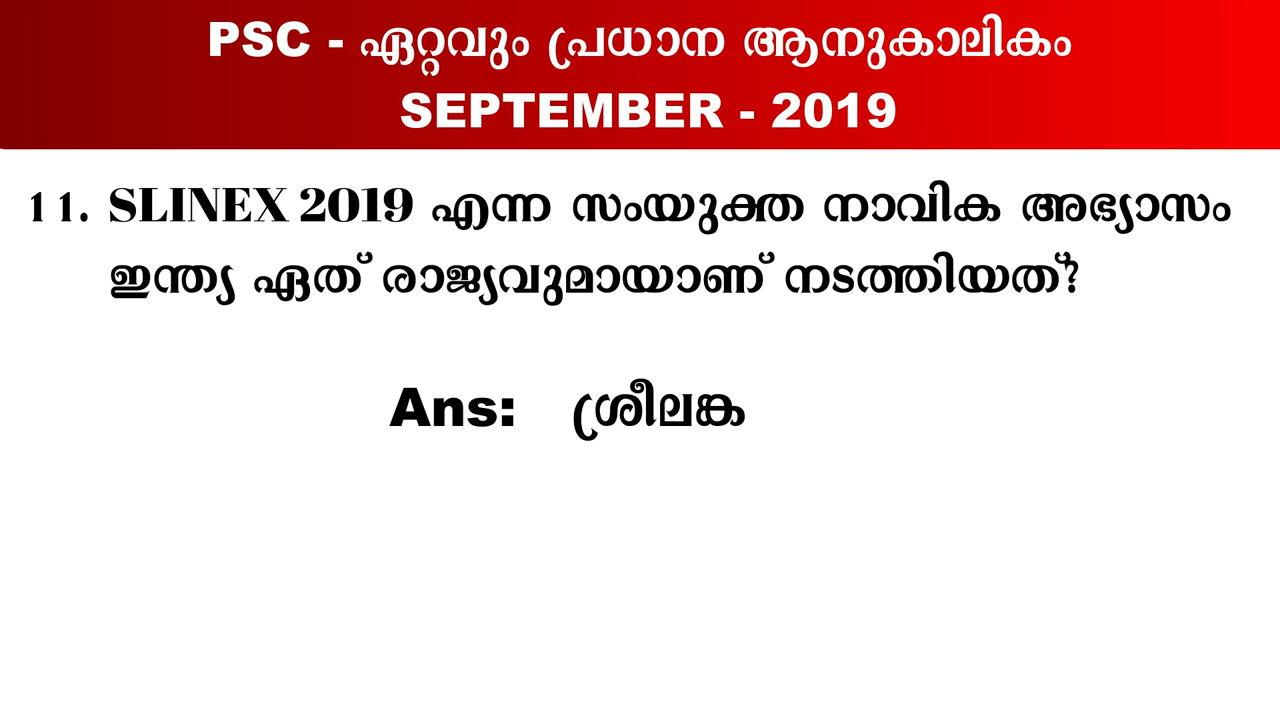 PSC - ഏറ്റവും പ്രധാന ആനുകാലികം
SEPTEMBER - 2019
11. SLINEX 2019 എന്ന സംയുക്ത നാവിക അഭ്യാസം
ഇന്ത്യ ഏത് രാജ്യവുമായാണ് നടത്തിയത്?
Ans: ശ്രീലങ്ക